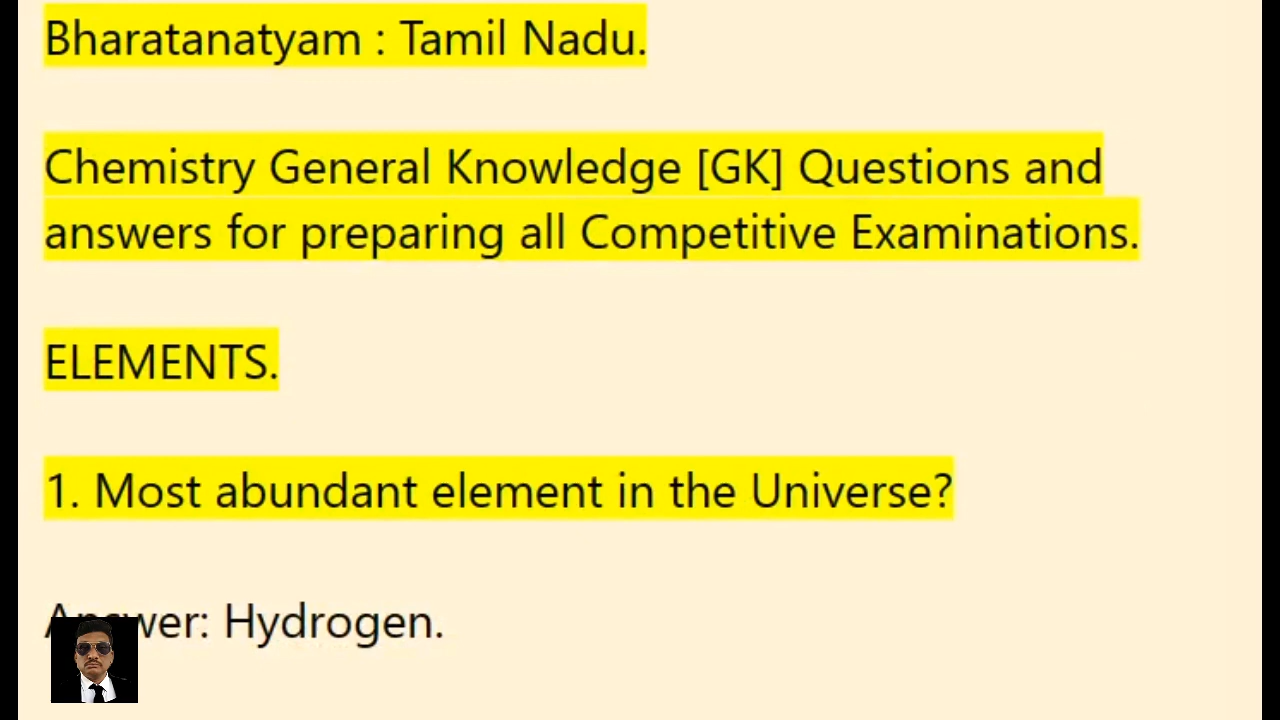 Bharatanatyam : Tamil Nadu.
Chemistry General Knowledge [GK] Questions and
answers for preparing all Competitive Examinations.
ELEMENTS.
1. Most abundant element in the Universe?
Answer: Hydrogen.